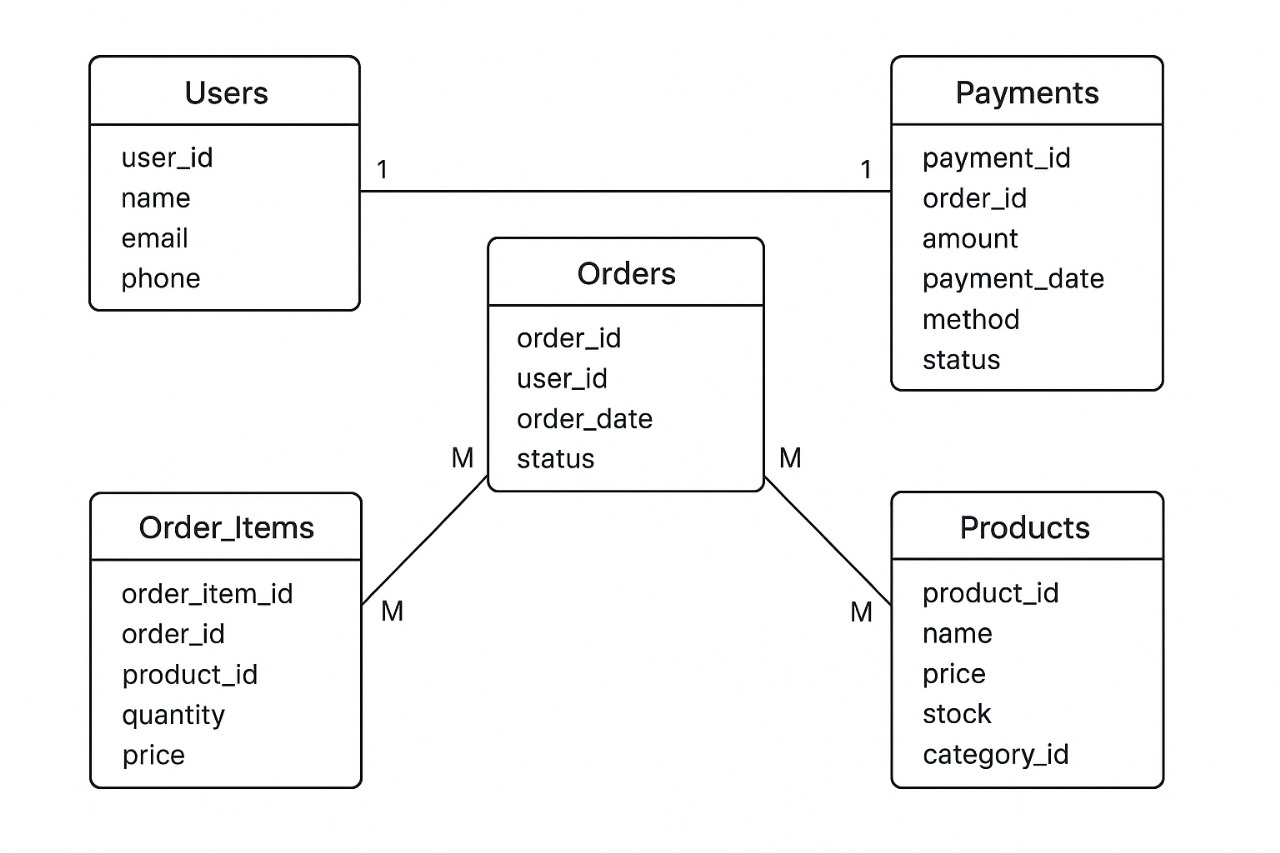 Users
user_id
name
email
phone
1
1
Payments
payment_id
order_id
amount
payment_date
method
status
Orders
order_id
user_id
order_date
status
M
M
Order_Items
order_item_id
order_id
product_id
quantity
price
M
M
Products
product_id
name
price
stock
category_id